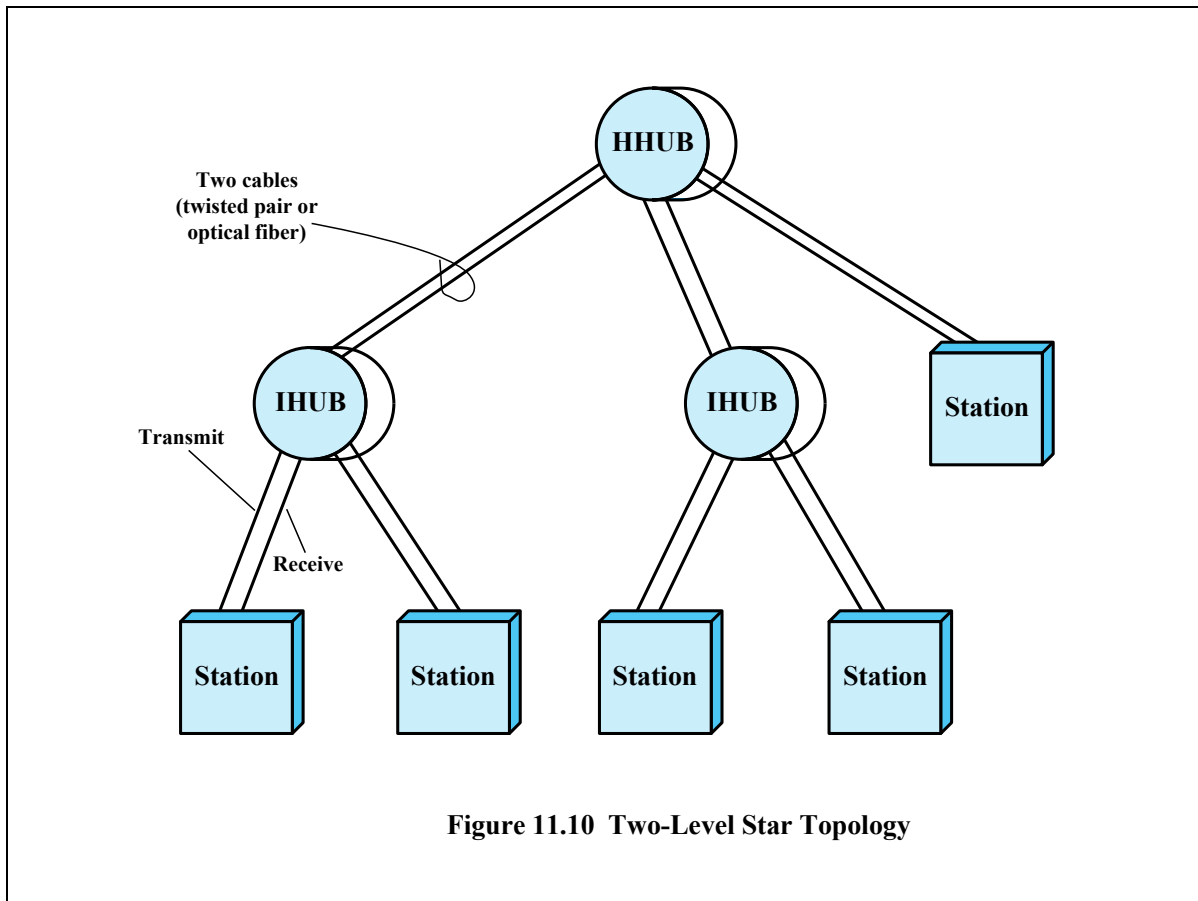 HHUB
Two cables
(twisted pair or
optical fiber)
IHUB
IHUB
Station
Transmit
Receive
Station
Station
Station
Station
Figure 11.10 Two-Level Star Topology